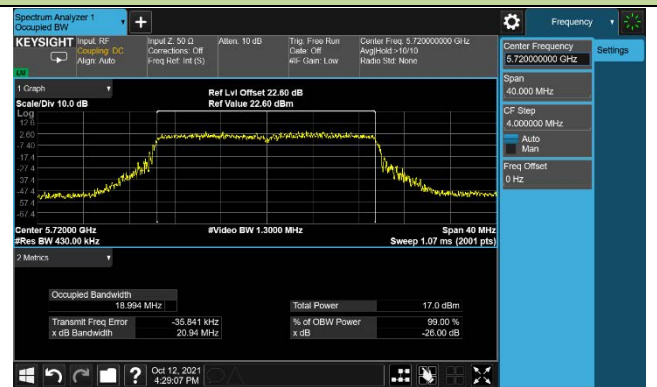 Spectrum Analyzer 1
Occupied BW
Frequency
KEYSIGHT
Input: RF
Coupling: DC
Align: Auto
Input Z: 50 Ω
Corrections: Off
Freq Ref: Int (S)
Atten: 10 dB
Trig: Free Run
Gate: Off
#IF Gain: Low
Center Freq: 5.720000000 GHz
Avg|Hold:>10/10
Radio Std: None
Center Frequency
5.720000000 GHz
Settings
Span
40.000 MHz
CF Step
4.000000 MHz
Auto
Man
Freq Offset
0 Hz
1 Graph
Scale/Div 10.0 dB
Ref Lvl Offset 22.60 dB
Ref Value 22.60 dBm
Log
12.6
2.60
-7.40
-17.4
-27.4
-37.4
-47.4
-57.4
-67.4
Center 5.72000 GHz
#Res BW 430.00 kHz
#Video BW 1.3000 MHz
Span 40 MHz
Sweep 1.07 ms (2001 pts)
2 Metrics
Occupied Bandwidth
18.994 MHz
Total Power 17.0 dBm
Transmit Freq Error -35.841 kHz
% of OBW Power 99.00 %
x dB Bandwidth 20.94 MHz
x dB -26.00 dB
?
Oct 12, 2021
4:29:07 PM